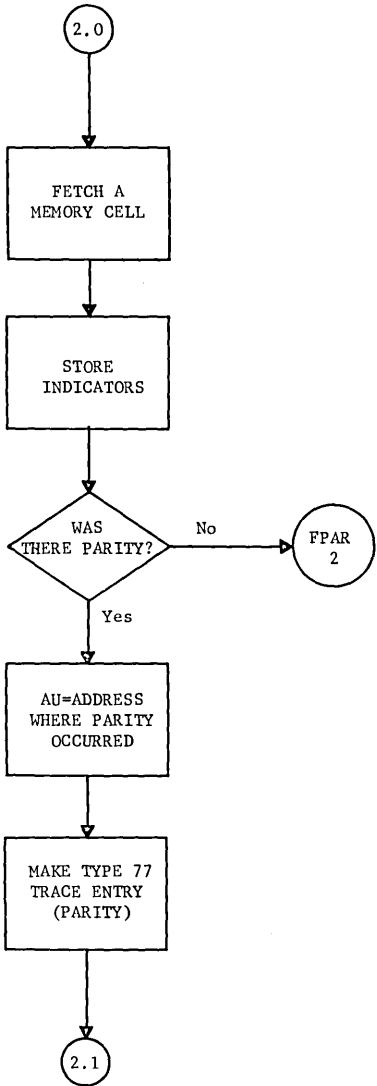 2.0
FETCH A
MEMORY CELL
STORE
INDICATORS
WAS
THERE PARITY?
No
FPAR
2
Yes
AU=ADDRESS
WHERE PARITY
OCCURRED
MAKE TYPE 77
TRACE ENTRY
(PARITY)
2.1